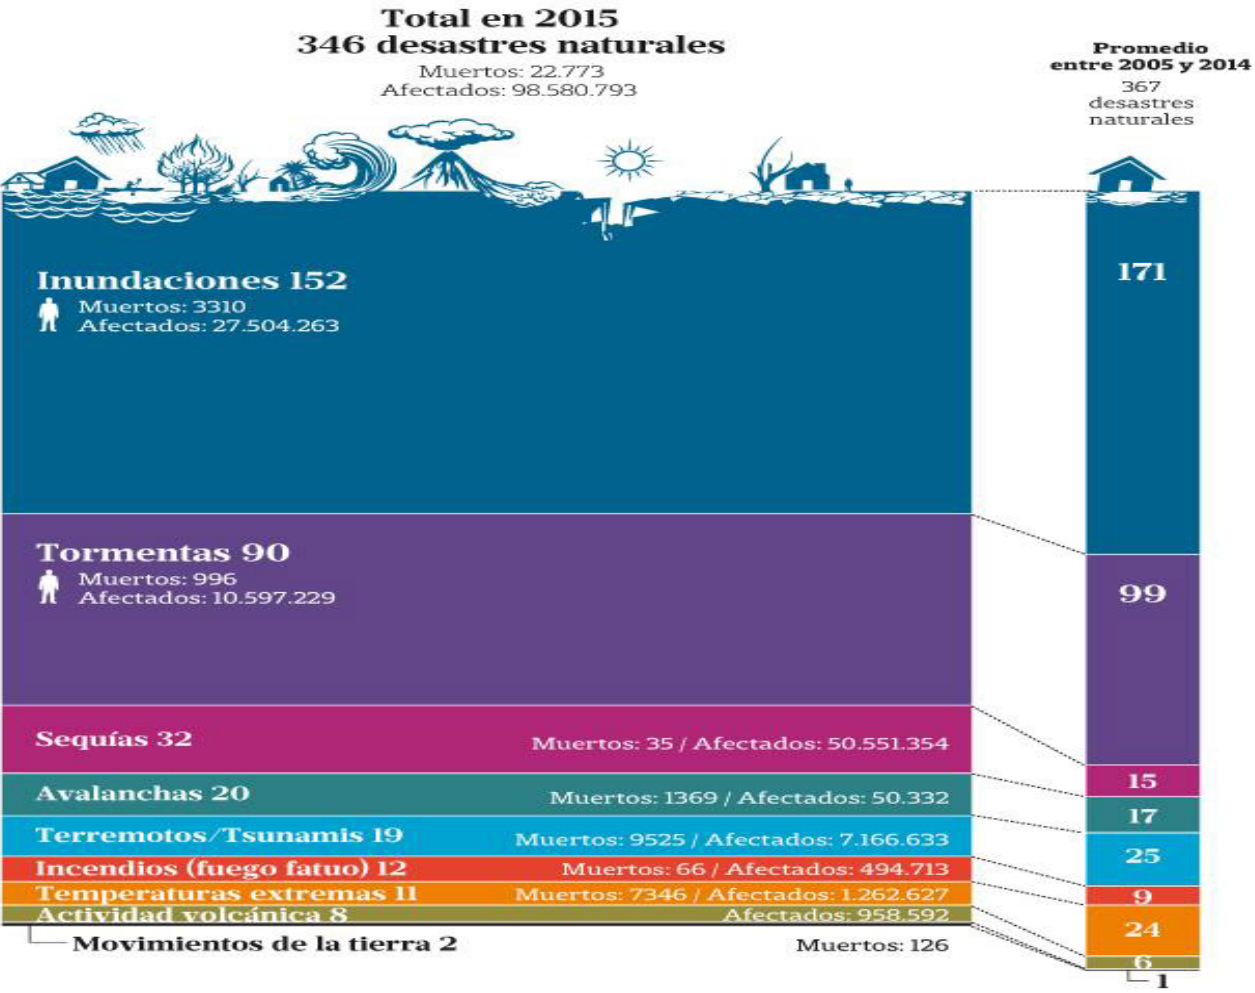 Total en 2015
346 desastres naturales
Muertos: 22.773
Afectados: 98.580.793
Promedio
entre 2005 y 2014
367
desastres
naturales
Inundaciones 152
Muertos: 3310
Afectados: 27.504.263
171
Tormentas 90
Muertos: 996
Afectados: 10.597.229
99
Sequías 32
Muertos: 35 / Afectados: 50.551.354
15
Avalanchas 20
Muertos: 1369 / Afectados: 50.332
17
Terremotos/Tsunamis 19
Muertos: 9525 / Afectados: 7.166.633
25
Incendios (fuego fatuo) 12
Muertos: 66 / Afectados: 494.713
9
Temperaturas extremas 11
Muertos: 7346 / Afectados: 1.262.627
24
Actividad volcánica 8
Afectados: 958.592
6
Movimientos de la tierra 2
Muertos: 126
1